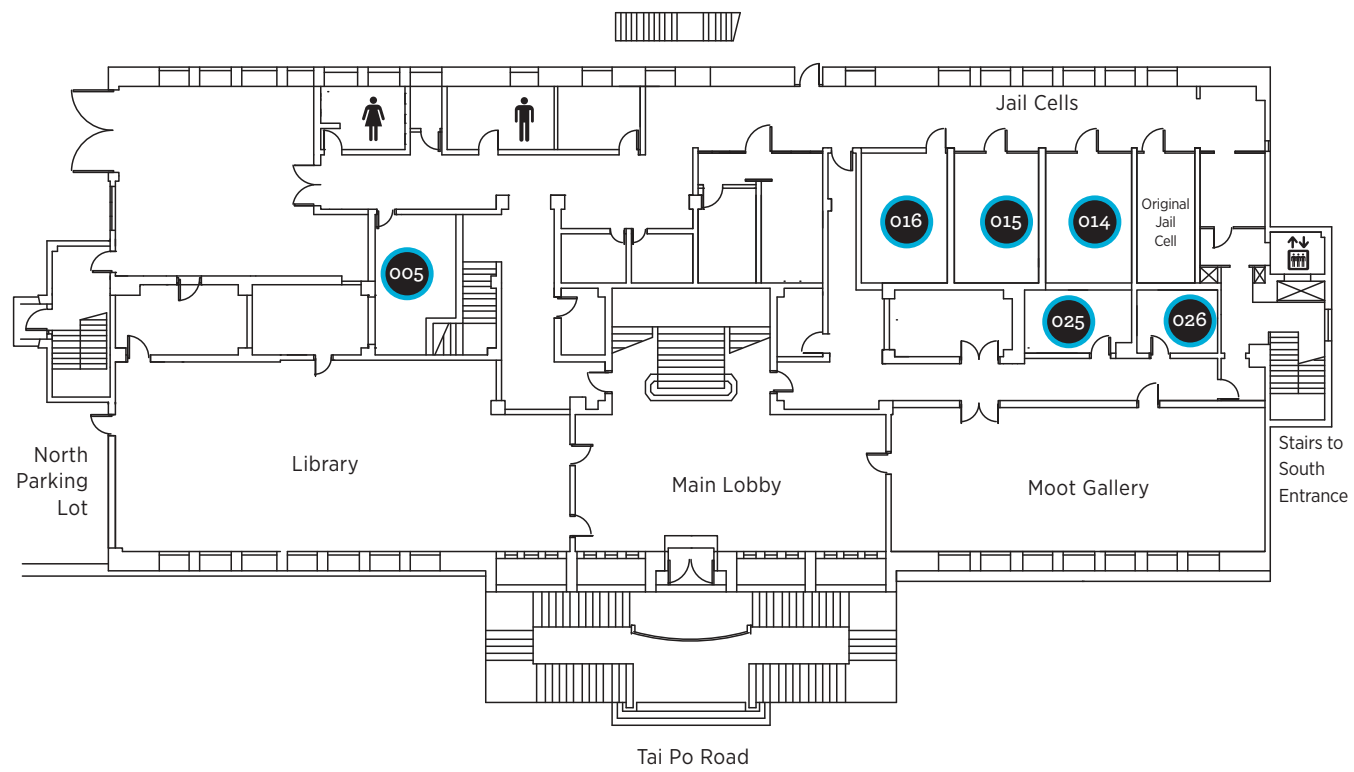 Jail Cells
016
015
014
Original
Jail
Cell
005
025
026
North
Parking
Lot
Library
Main Lobby
Moot Gallery
Stairs to
South
Entrance
Tai Po Road